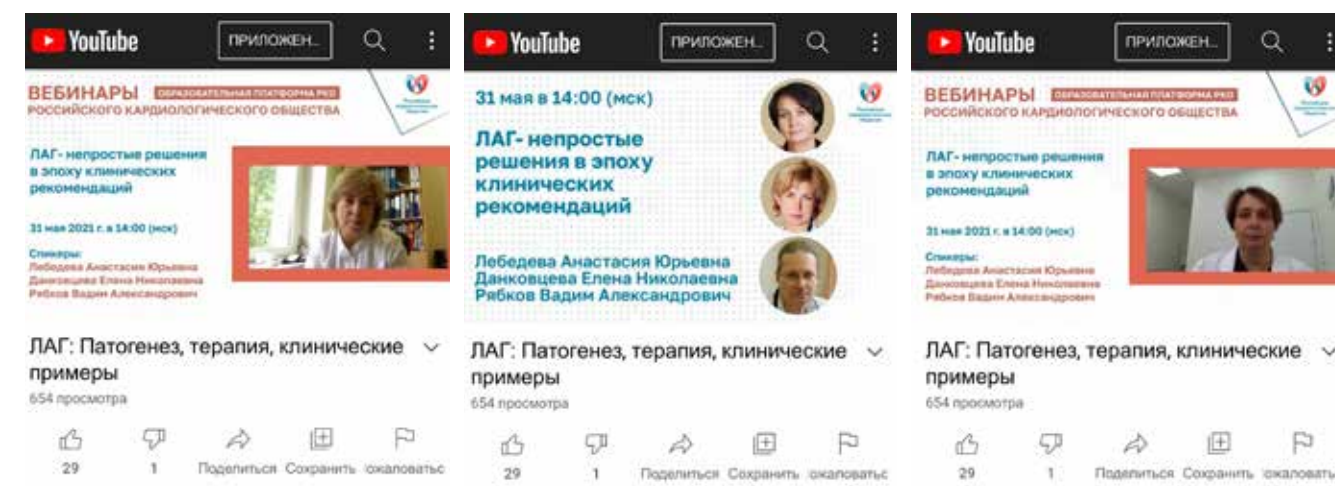 YouTube
ПРИЛОЖЕН...
ВЕБИНАРЫ ОБРАЗОВАТЕЛЬНАЯ ПЛАТФОРМА РКО
РОССИЙСКОГО КАРДИОЛОГИЧЕСКОГО ОБЩЕСТВА
ЛАГ- непростые решения
в эпоху клинических
рекомендаций
31 мая 2021 г. в 14:00 (мск)
Спикеры:
Лебедева Анастасия Юрьевна
Данковцева Елена Николаевна
Рябков Вадим Александрович
ЛАГ: Патогенез, терапия, клинические
примеры
654 просмотра
29 1 Поделиться Сохранить ожаловатьс
YouTube
ПРИЛОЖЕН...
31 мая в 14:00 (мск)
ЛАГ- непростые
решения в эпоху
клинических
рекомендаций
Лебедева Анастасия Юрьевна
Данковцева Елена Николаевна
Рябков Вадим Александрович
ЛАГ: Патогенез, терапия, клинические
примеры
654 просмотра
29 1 Поделиться Сохранить ожаловатьс
YouTube
ПРИЛОЖЕН...
ВЕБИНАРЫ ОБРАЗОВАТЕЛЬНАЯ ПЛАТФОРМА РКО
РОССИЙСКОГО КАРДИОЛОГИЧЕСКОГО ОБЩЕСТВА
ЛАГ- непростые решения
в эпоху клинических
рекомендаций
31 мая 2021 г. в 14:00 (мск)
Спикеры:
Лебедева Анастасия Юрьевна
Данковцева Елена Николаевна
Рябков Вадим Александрович
ЛАГ: Патогенез, терапия, клинические
примеры
654 просмотра
29 1 Поделиться Сохранить ожаловать